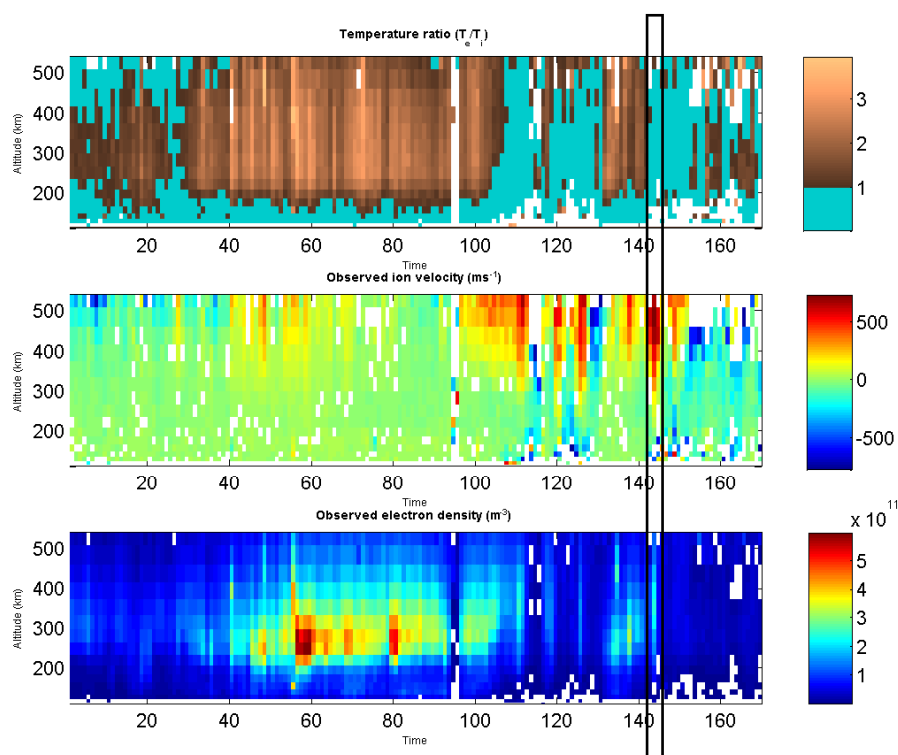 Temperature ratio (Te/Ti)
Altitude (km)
500
400
300
200
20 40 60 80 100 120 140 160
Time
3
2
1
Observed ion velocity (ms-1)
Altitude (km)
500
400
300
200
20 40 60 80 100 120 140 160
Time
500
0
-500
Observed electron density (m-3)
Altitude (km)
500
400
300
200
20 40 60 80 100 120 140 160
Time
x 10 11
5
4
3
2
1